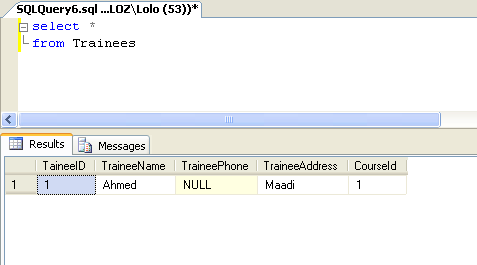 SQLQuery6.sql ...LOZ\Lolo (53))*
select *
from Trainees
Results Messages
TaineeID TraineeName TraineePhone TraineeAddress CourseId
1 1 Ahmed NULL Maadi 1